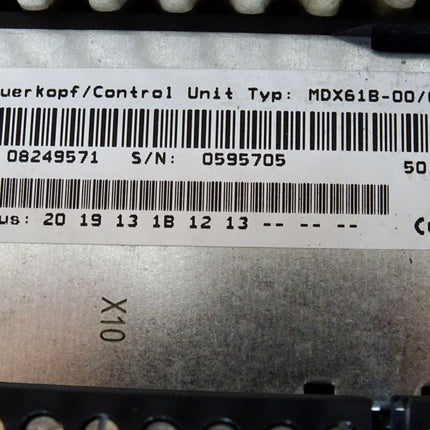 uerkopf/Control Unit Typ: MDX61B-00/
08249571 S/N: 0595705 50
us: 20 19 13 1B 12 13 -- -- --
X10